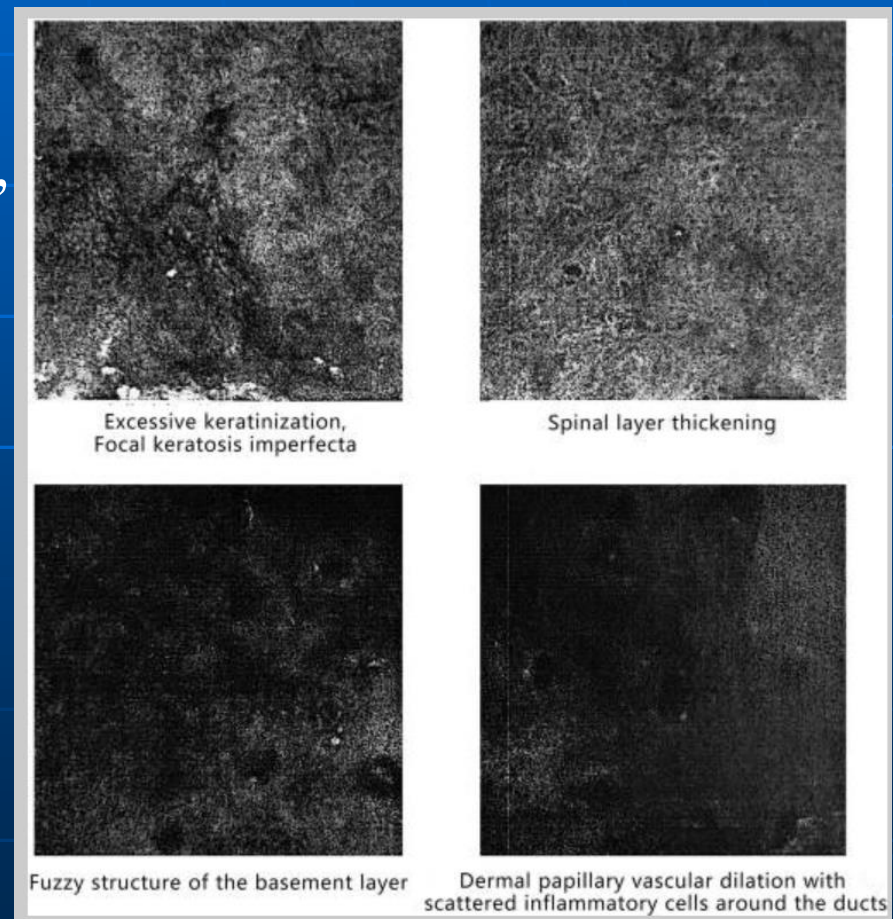 ,
Excessive keratinization,
Focal keratosis imperfecta
Spinal layer thickening
Fuzzy structure of the basement layer
Dermal papillary vascular dilation with
scattered inflammatory cells around the ducts